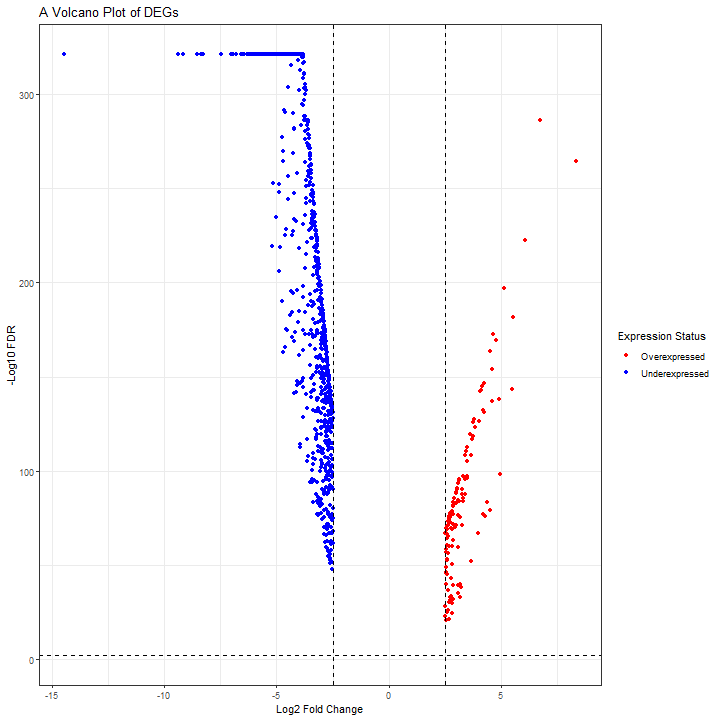 A Volcano Plot of DEGs
300
200
100
0
-Log10 FDR
-15
-10
-5
0
5
Log2 Fold Change
Expression Status
Overexpressed
Underexpressed